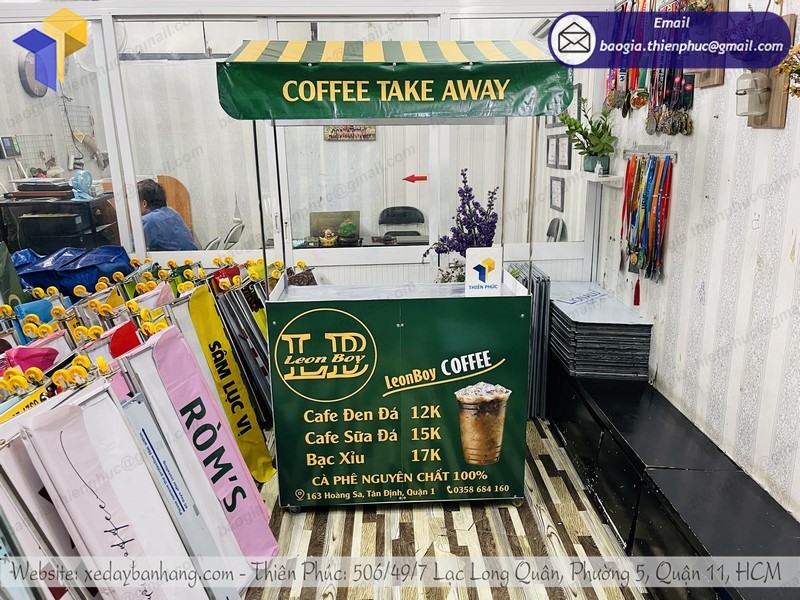 Email
baogia.thienphuc@gmail.com
COFFEE TAKE AWAY
THIÊN PHÚC
LB
Leon Boy
LeonBoy COFFEE
Cafe Đen Đá 12K
Cafe Sữa Đá 15K
Bạc Xỉu 17K
CÀ PHÊ NGUYÊN CHẤT 100%
163 Hoàng Sa, Tân Định, Quận 1 0358 684 160
SÂM LỤC VỊ
RÒM'S
Website: xedaybanhang.com - Thiên Phúc: 506/49/7 Lạc Long Quân, Phường 5, Quận 11, HCM